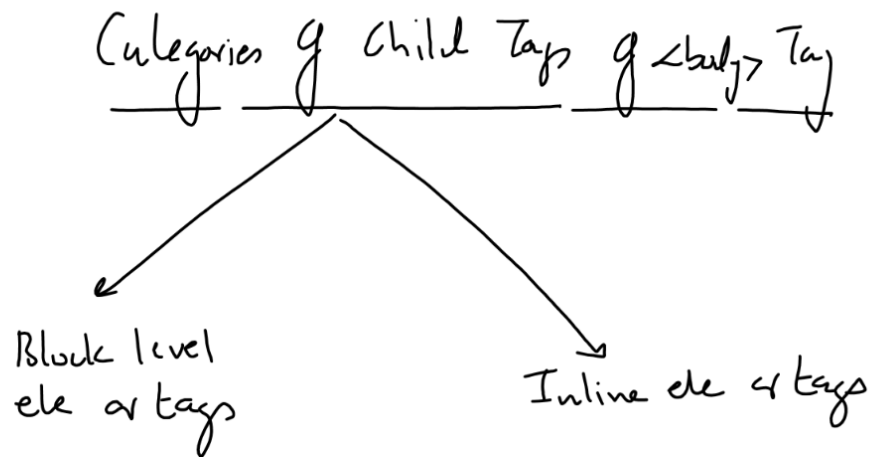 Categories of Child Tags of <body> Tag
Block level
ele or tags
Inline ele or tags